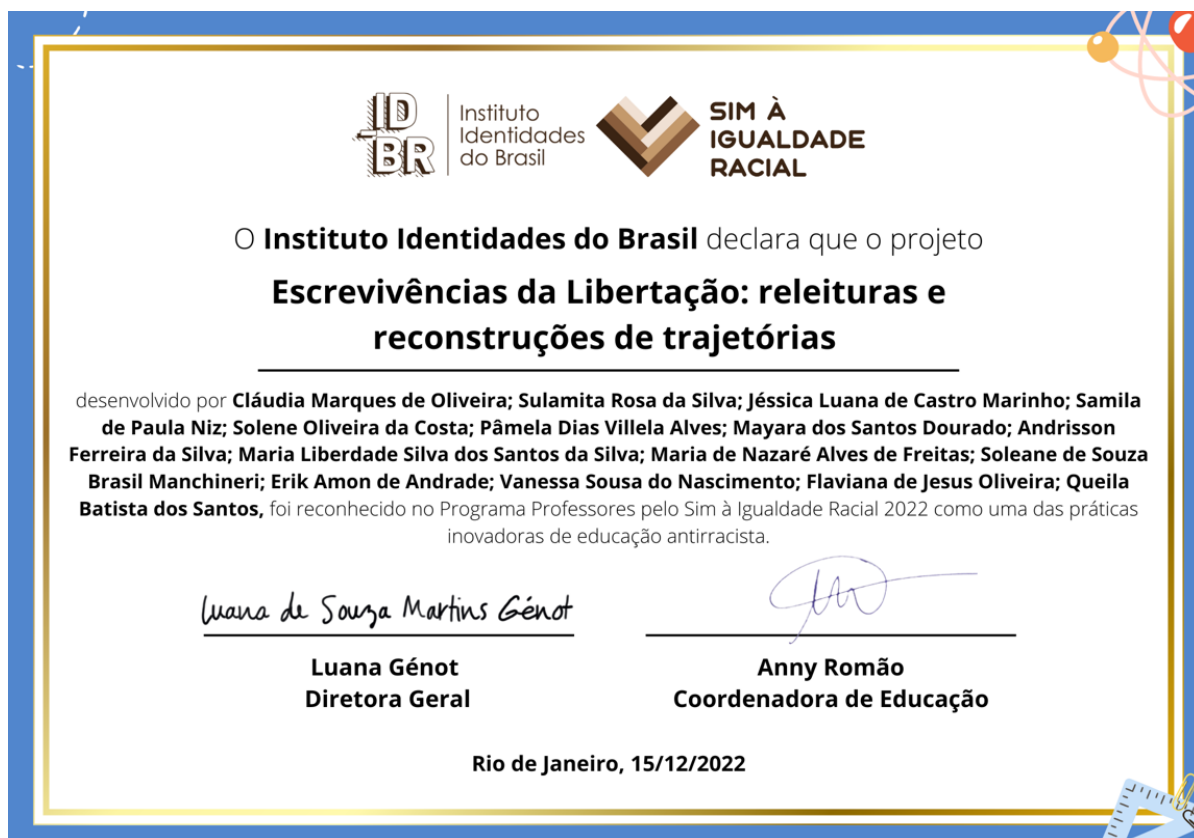 ID
BR
Instituto
Identidades
do Brasil
SIM À
IGUALDADE
RACIAL
O Instituto Identidades do Brasil declara que o projeto
Escrevivências da Libertação: releituras e
reconstruções de trajetórias
desenvolvido por Cláudia Marques de Oliveira; Sulamita Rosa da Silva; Jéssica Luana de Castro Marinho; Samila
de Paula Niz; Solene Oliveira da Costa; Pâmela Dias Villela Alves; Mayara dos Santos Dourado; Andrisson
Ferreira da Silva; Maria Liberdade Silva dos Santos da Silva; Maria de Nazaré Alves de Freitas; Soleane de Souza
Brasil Manchineri; Erik Amon de Andrade; Vanessa Sousa do Nascimento; Flaviana de Jesus Oliveira; Queila
Batista dos Santos, foi reconhecido no Programa Professores pelo Sim à Igualdade Racial 2022 como uma das práticas
inovadoras de educação antirracista.
Luana de Souza Martins Génot
Luana Génot
Diretora Geral
Anny Romão
Coordenadora de Educação
Rio de Janeiro, 15/12/2022